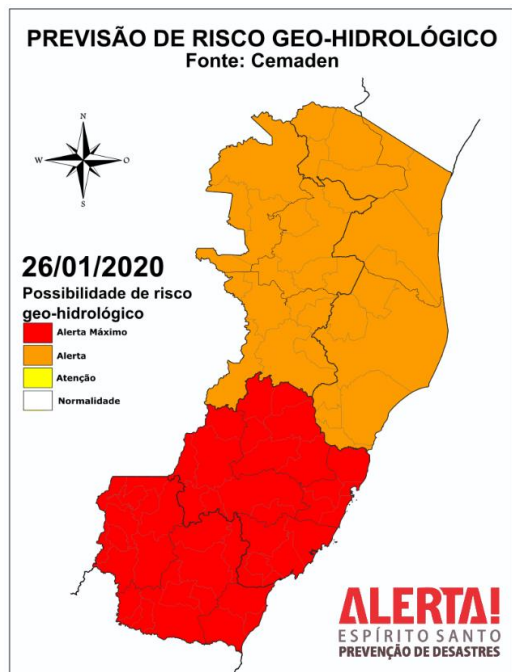 PREVISÃO DE RISCO GEO-HIDROLÓGICO
Fonte: Cemaden
N
W
O
S
26/01/2020
Possibilidade de risco
geo-hidrológico
Alerta Máximo
Alerta
Atenção
Normalidade
ALERTA!
ESPÍRITO SANTO
PREVENÇÃO DE DESASTRES